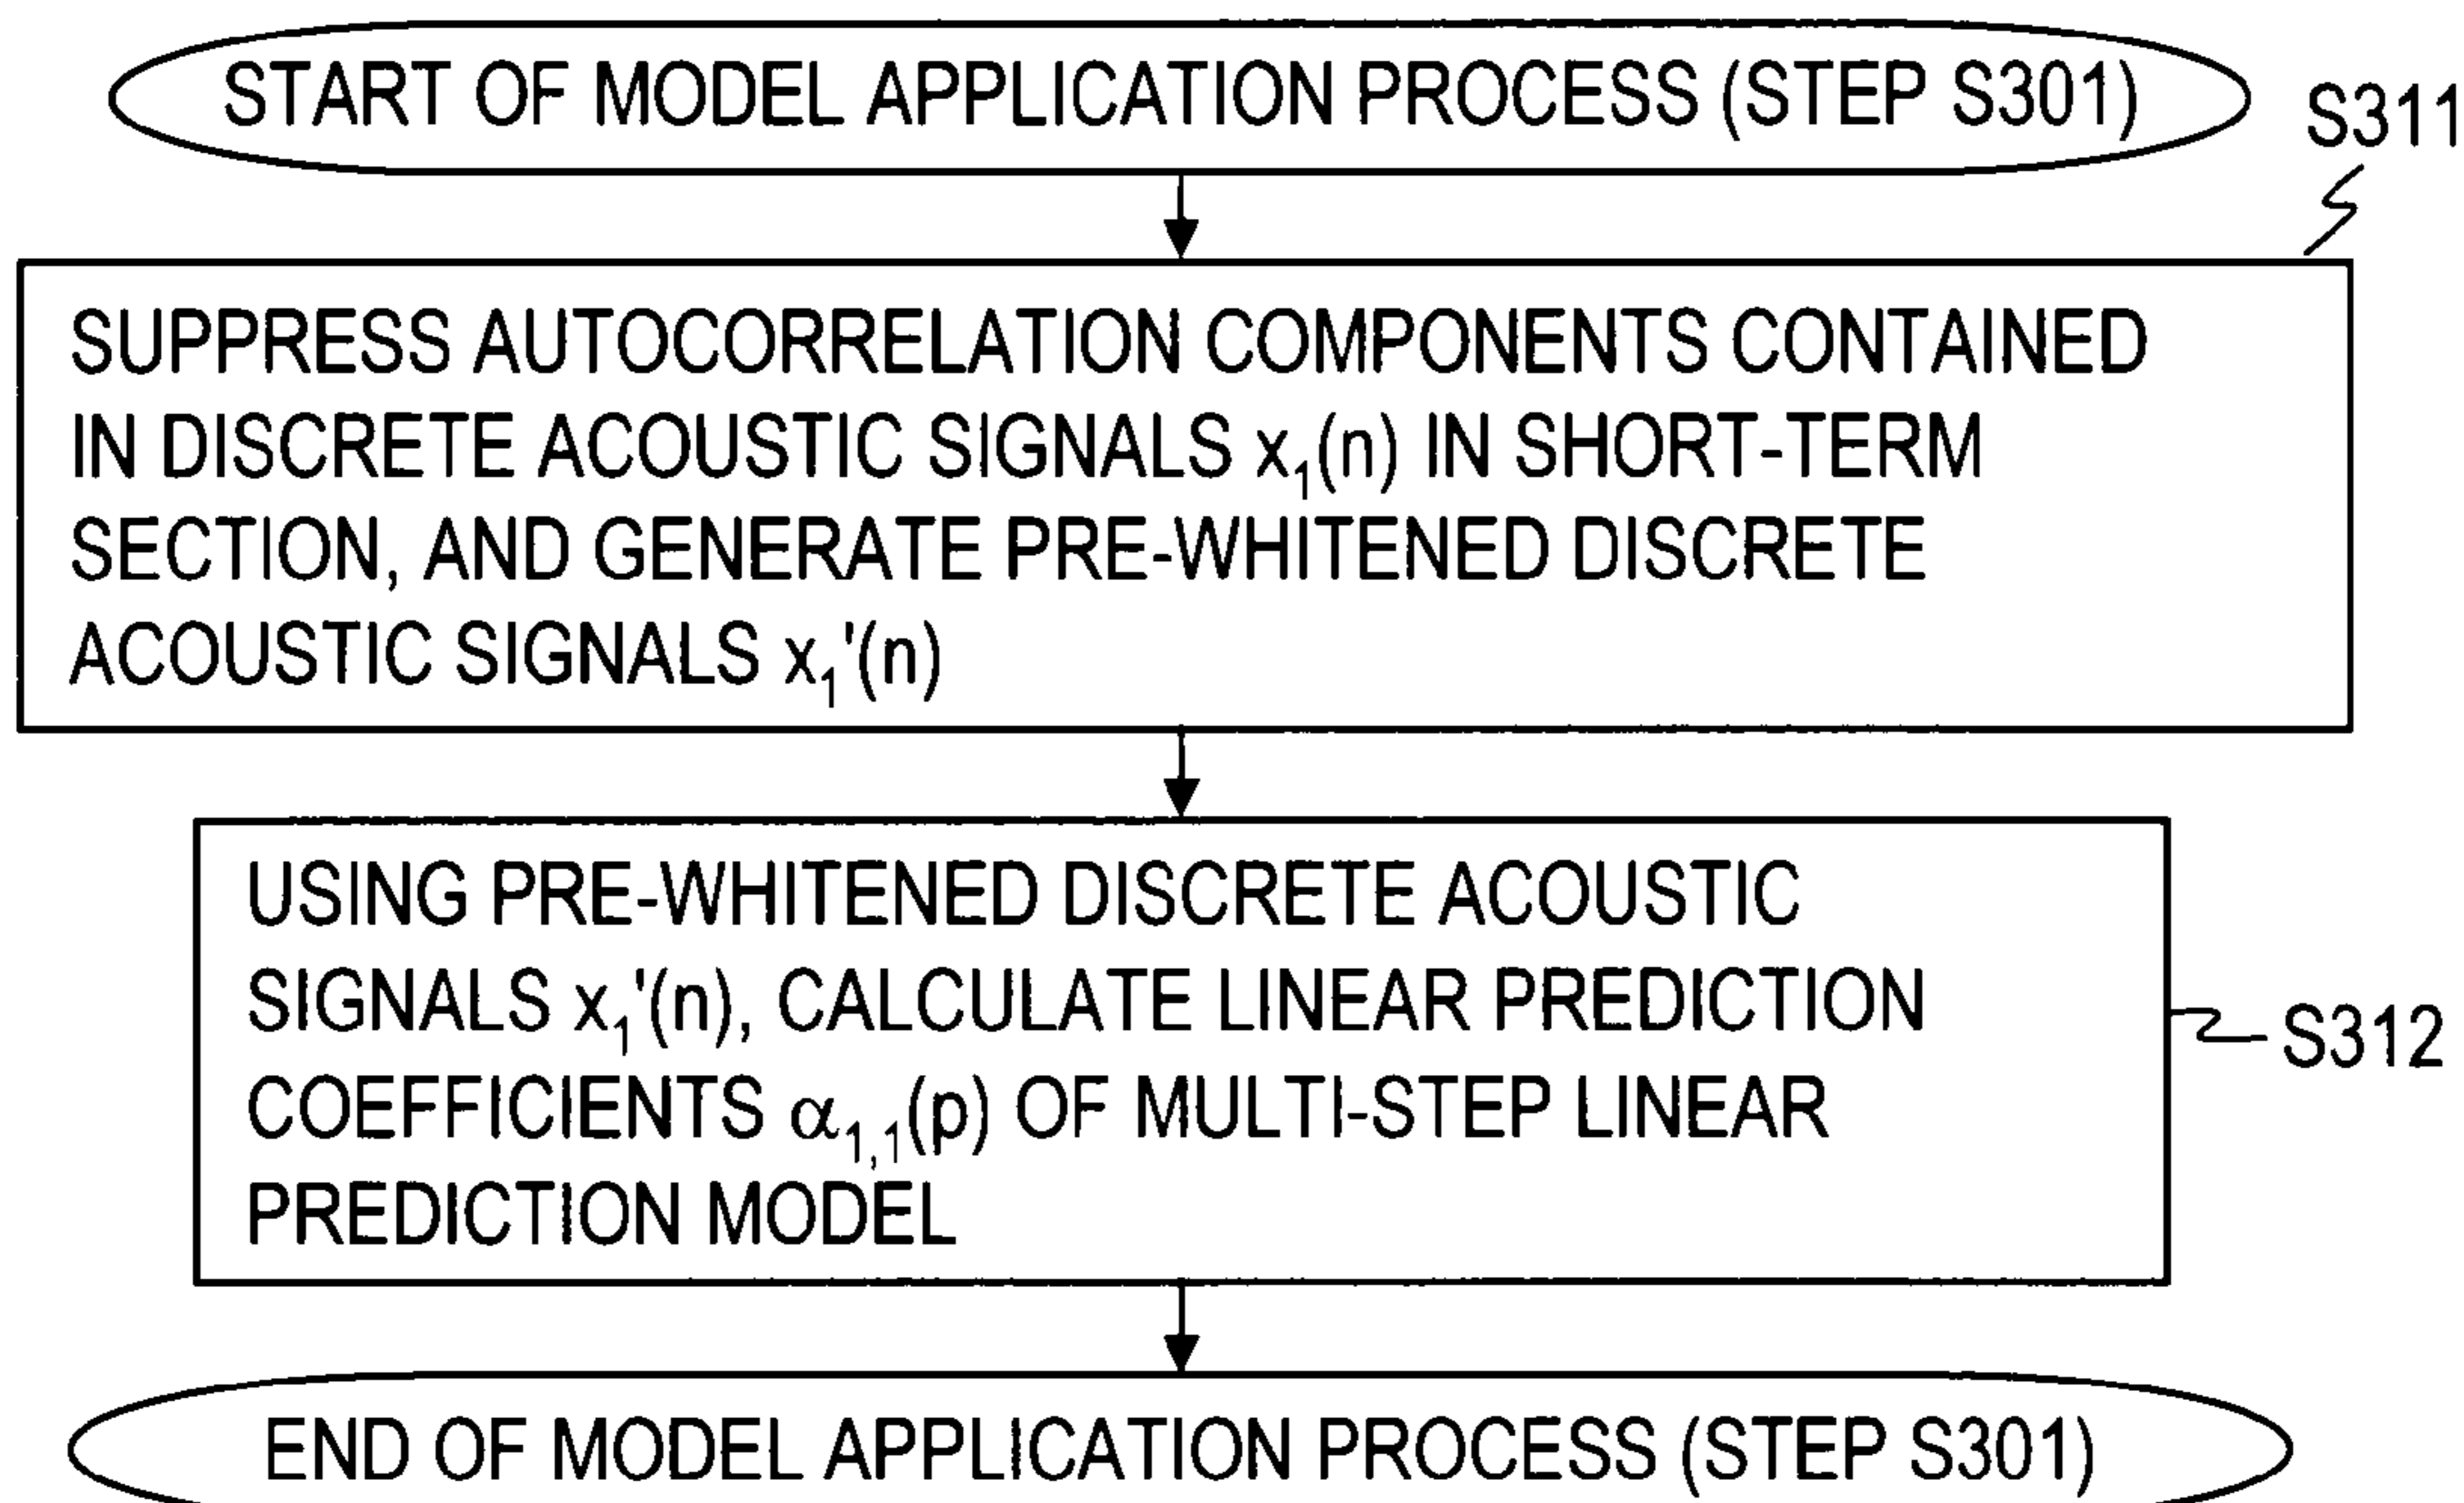 START OF MODEL APPLICATION PROCESS (STEP S301)
S311
SUPPRESS AUTOCORRELATION COMPONENTS CONTAINED
IN DISCRETE ACOUSTIC SIGNALS x₁(n) IN SHORT-TERM
SECTION, AND GENERATE PRE-WHITENED DISCRETE
ACOUSTIC SIGNALS x₁'(n)
USING PRE-WHITENED DISCRETE ACOUSTIC
SIGNALS x₁'(n), CALCULATE LINEAR PREDICTION
COEFFICIENTS α₁,₁(p) OF MULTI-STEP LINEAR
PREDICTION MODEL
S312
END OF MODEL APPLICATION PROCESS (STEP S301)